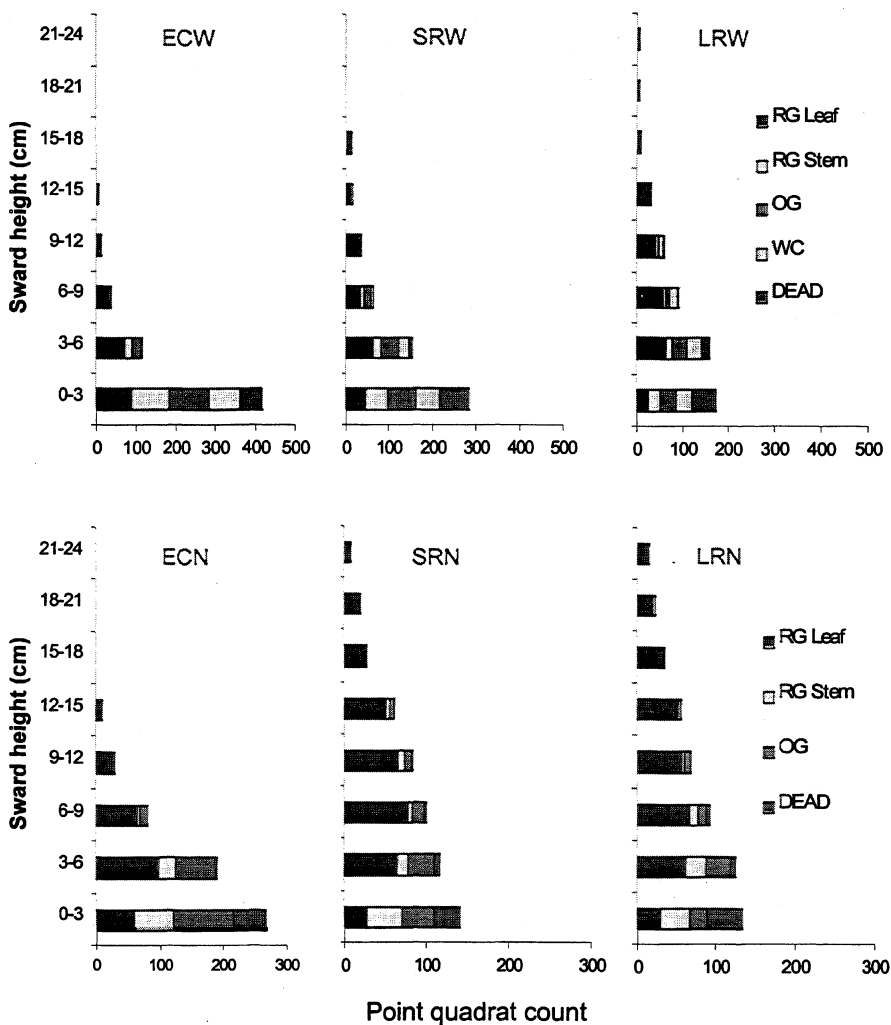 ECW SRW LRW
Sward height (cm)
21-24
18-21
15-18
12-15
9-12
6-9
3-6
0-3
RG Leaf
RG Stem
OG
WC
DEAD
0 100 200 300 400 500
0 100 200 300 400 500
0 100 200 300 400 500
ECN SRN LRN
Sward height (cm)
21-24
18-21
15-18
12-15
9-12
6-9
3-6
0-3
RG Leaf
RG Stem
OG
DEAD
0 100 200 300
0 100 200 300
0 100 200 300
Point quadrat count